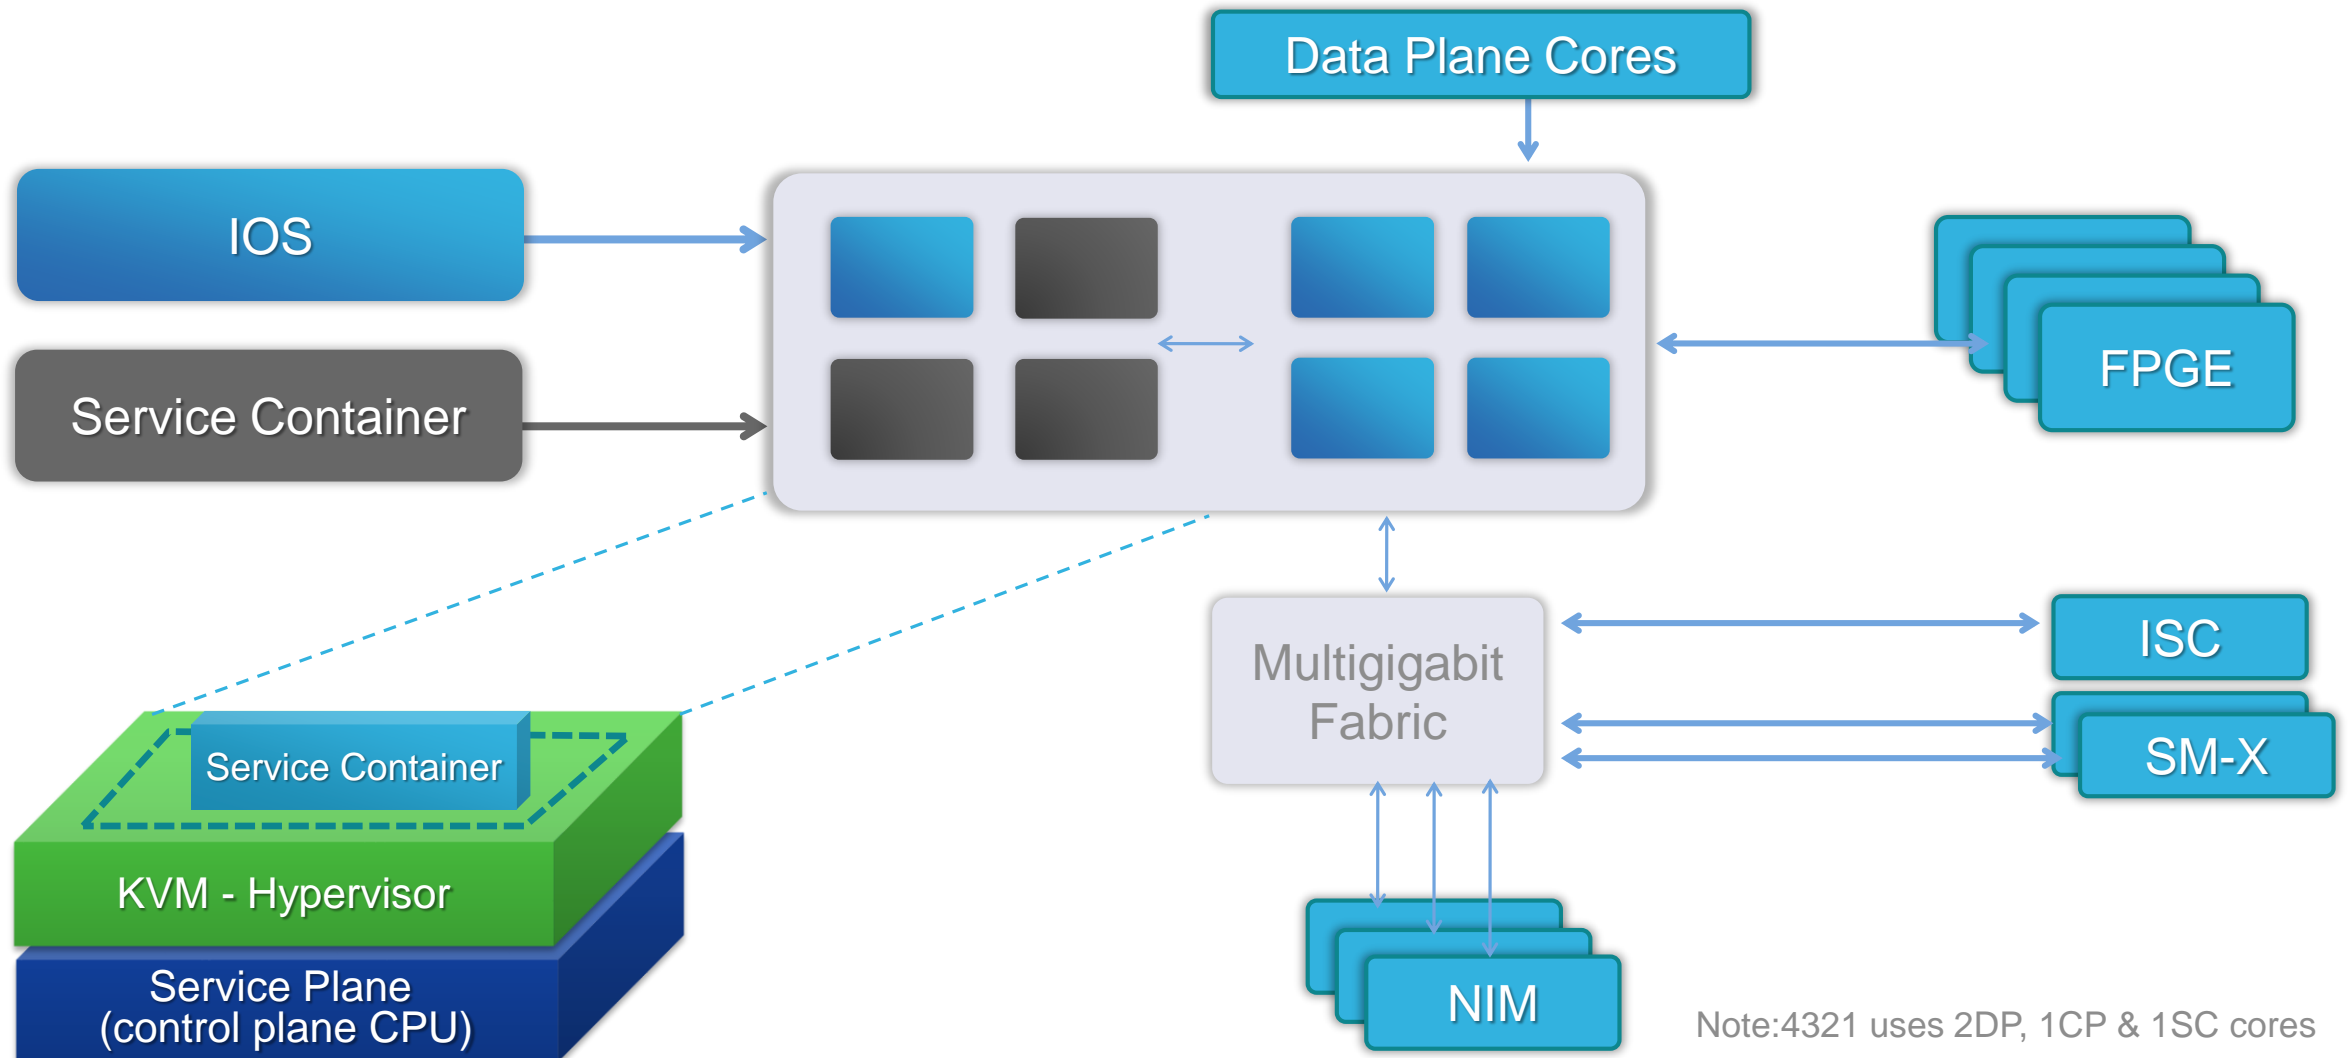 Data Plane Cores
IOS
Service Container
FPGE
Multigigabit
Fabric
ISC
SM-X
Service Container
KVM - Hypervisor
Service Plane
(control plane CPU)
NIM
Note:4321 uses 2DP, 1CP & 1SC cores